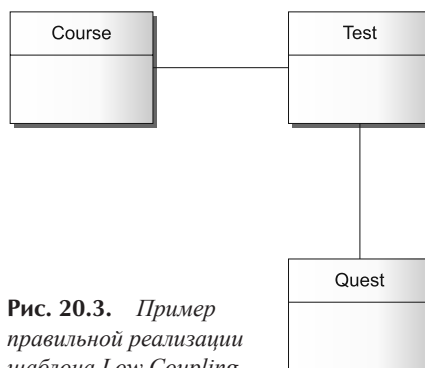 Course
Test
Quest
Рис. 20.3. Пример
правильной реализации
шаблона Low Coupling